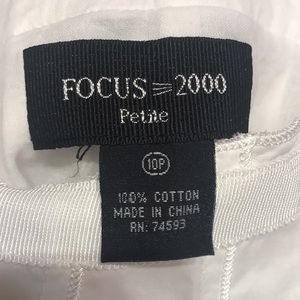 FOCUS 2000
Petite
10P
100% COTTON
MADE IN CHINA
RN: 74593